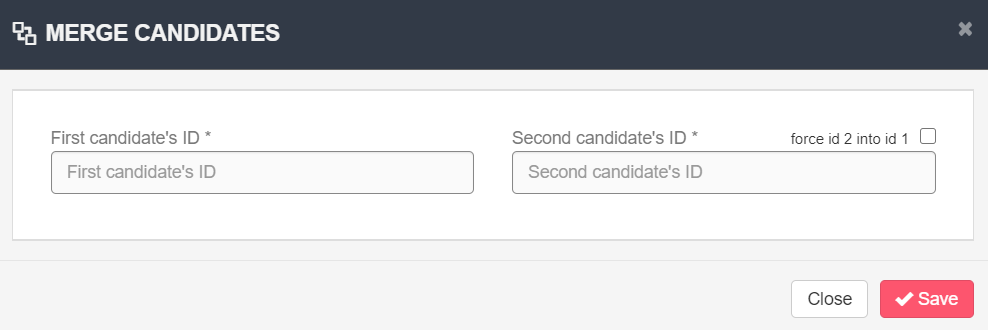 MERGE CANDIDATES
First candidate's ID *
Second candidate's ID * force id 2 into id 1
First candidate's ID
Second candidate's ID
Close
Save